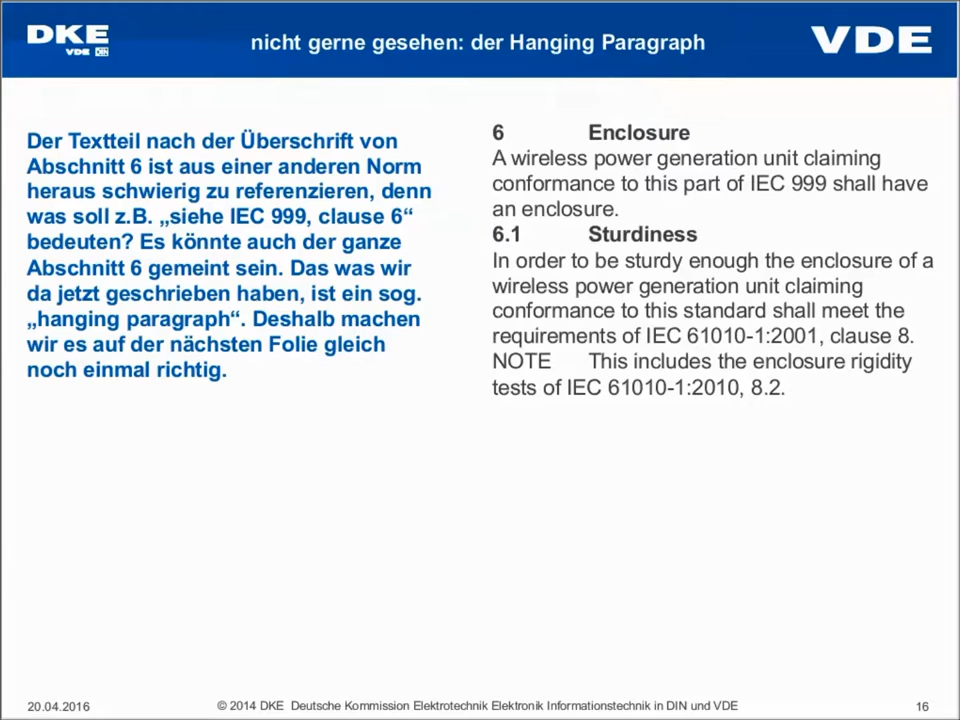 DKE
VDE DIN
nicht gerne gesehen: der Hanging Paragraph
VDE
Der Textteil nach der Überschrift von
Abschnitt 6 ist aus einer anderen Norm
heraus schwierig zu referenzieren, denn
was soll z.B. „siehe IEC 999, clause 6“
bedeuten? Es könnte auch der ganze
Abschnitt 6 gemeint sein. Das was wir
da jetzt geschrieben haben, ist ein sog.
„hanging paragraph“. Deshalb machen
wir es auf der nächsten Folie gleich
noch einmal richtig.
6 Enclosure
A wireless power generation unit claiming
conformance to this part of IEC 999 shall have
an enclosure.
6.1 Sturdiness
In order to be sturdy enough the enclosure of a
wireless power generation unit claiming
conformance to this standard shall meet the
requirements of IEC 61010-1:2001, clause 8.
NOTE This includes the enclosure rigidity
tests of IEC 61010-1:2010, 8.2.
20.04.2016
© 2014 DKE Deutsche Kommission Elektrotechnik Elektronik Informationstechnik in DIN und VDE
16